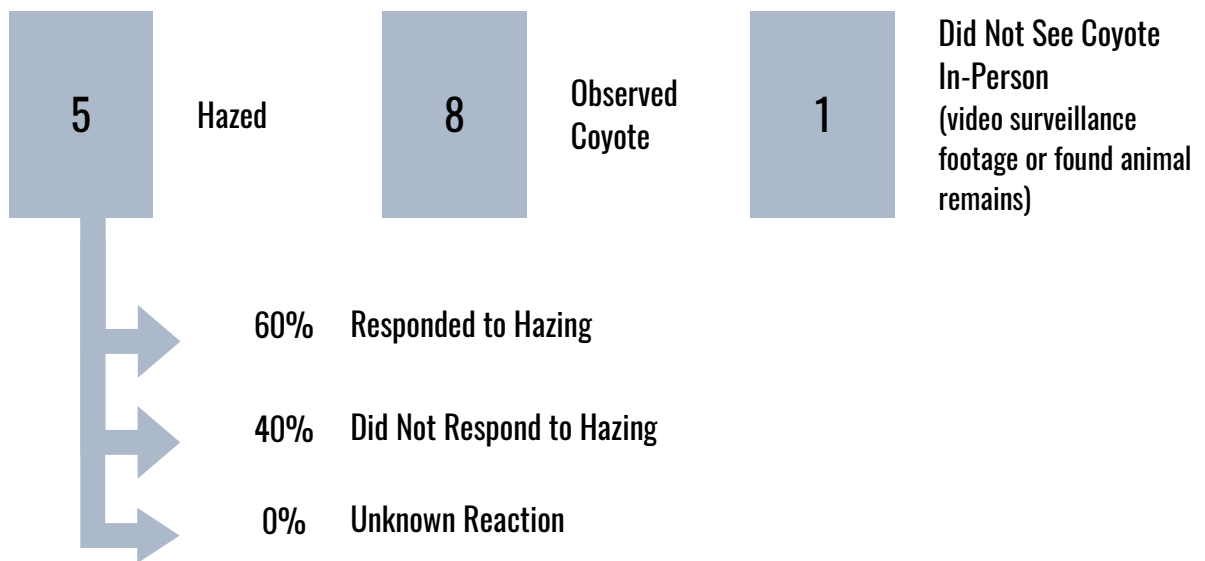 5
Hazed
8
Observed
Coyote
1
Did Not See Coyote
In-Person
(video surveillance
footage or found animal
remains)
60% Responded to Hazing
40% Did Not Respond to Hazing
0% Unknown Reaction